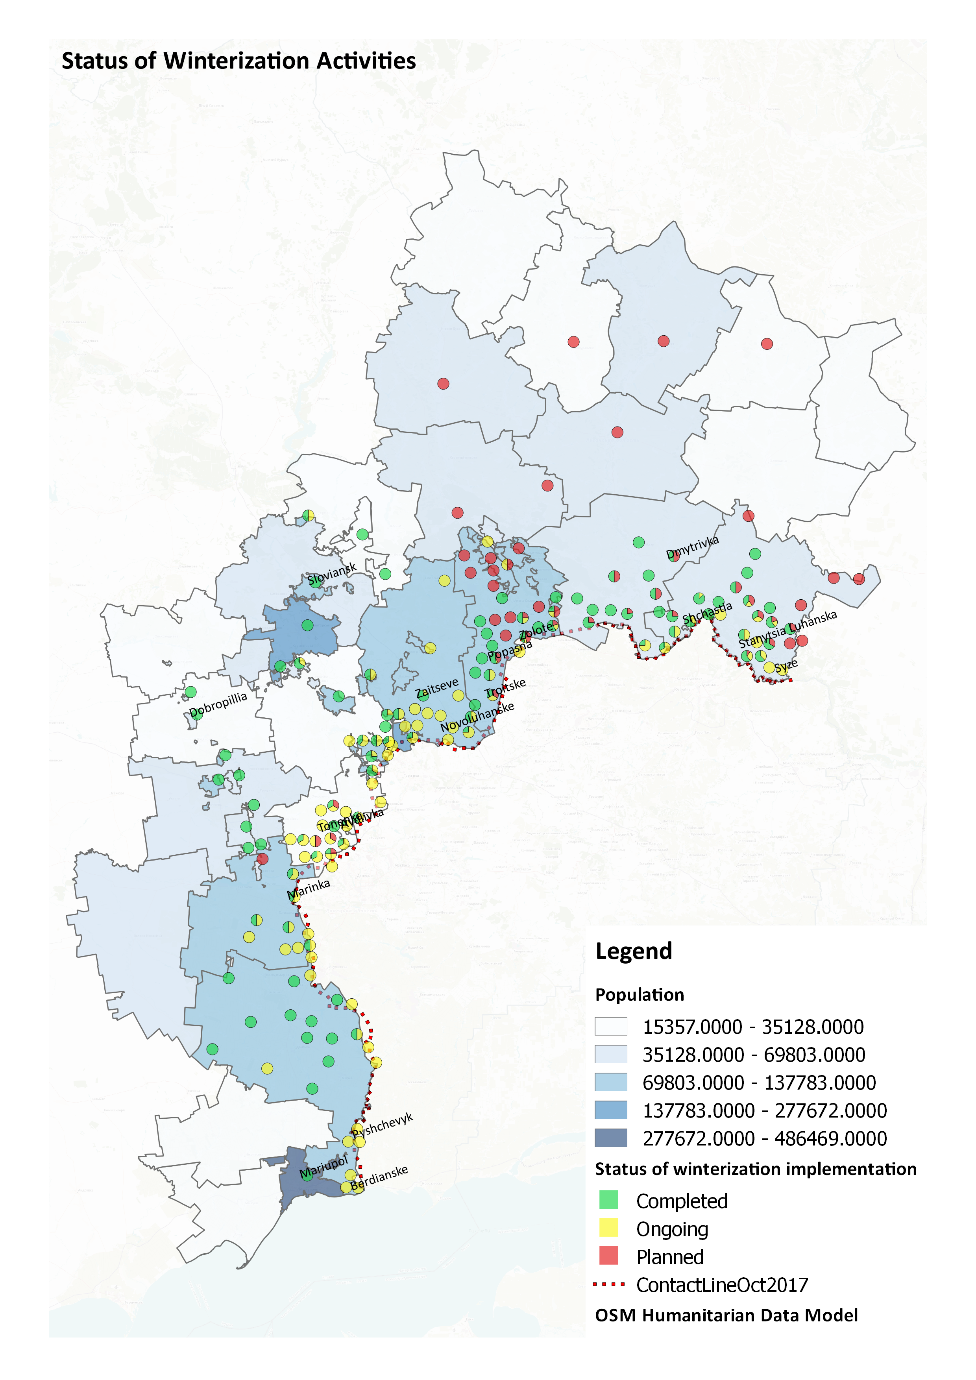 Status of Winterization Activities
Dmytrivka
Sloviansk
Shchastia
Stanytsia Luhanska
Zolote
Popasna
Syze
Zaitseve
Troitske
Dobropillia
Novoluhanske
Marinka
Pyshchevyk
Mariupol
Berdianske
Legend
Population
15357.0000 - 35128.0000
35128.0000 - 69803.0000
69803.0000 - 137783.0000
137783.0000 - 277672.0000
277672.0000 - 486469.0000
Status of winterization implementation
Completed
Ongoing
Planned
ContactLineOct2017
OSM Humanitarian Data Model